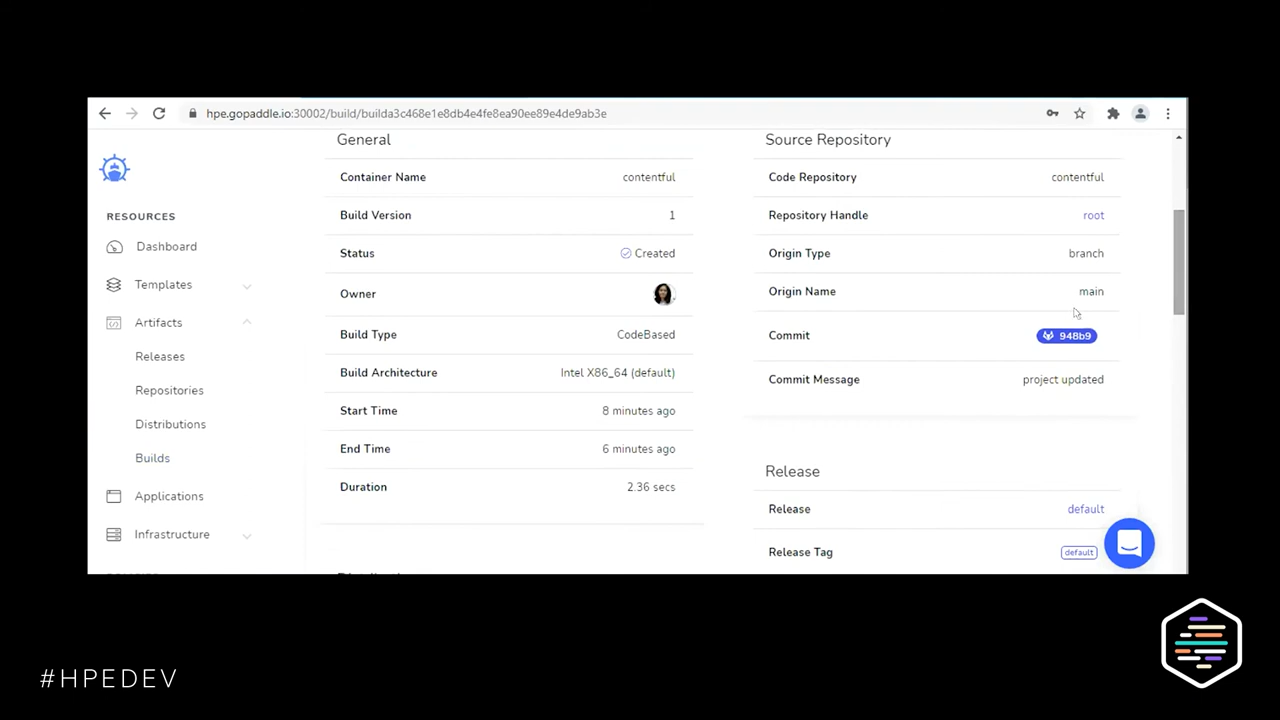 hpe.gopaddle.io:30002/build/builda3c468e1e8db4e4fe8ea90ee89e4de9ab3e
RESOURCES
Dashboard
Templates
Artifacts
Releases
Repositories
Distributions
Builds
Applications
Infrastructure
General
Container Name contentful
Build Version 1
Status Created
Owner
Build Type CodeBased
Build Architecture Intel X86_64 (default)
Start Time 8 minutes ago
End Time 6 minutes ago
Duration 2.36 secs
Source Repository
Code Repository contentful
Repository Handle root
Origin Type branch
Origin Name main
Commit 948b9
Commit Message project updated
Release
Release default
Release Tag default
#HPEDEV